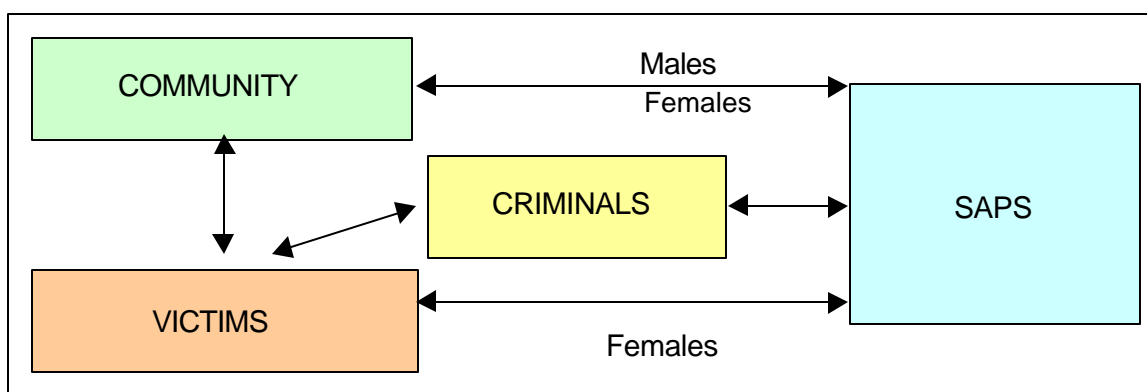 COMMUNITY
Males
Females
CRIMINALS
SAPS
VICTIMS
Females